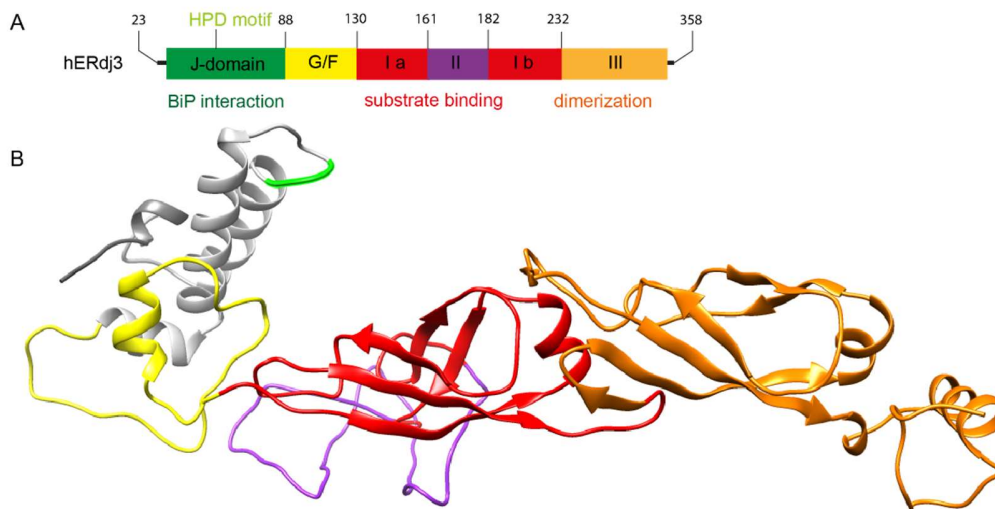 A
23 HPD motif 88 130 161 182 232 358
hERdj3 J-domain G/F I a II I b III
BiP interaction substrate binding dimerization
B